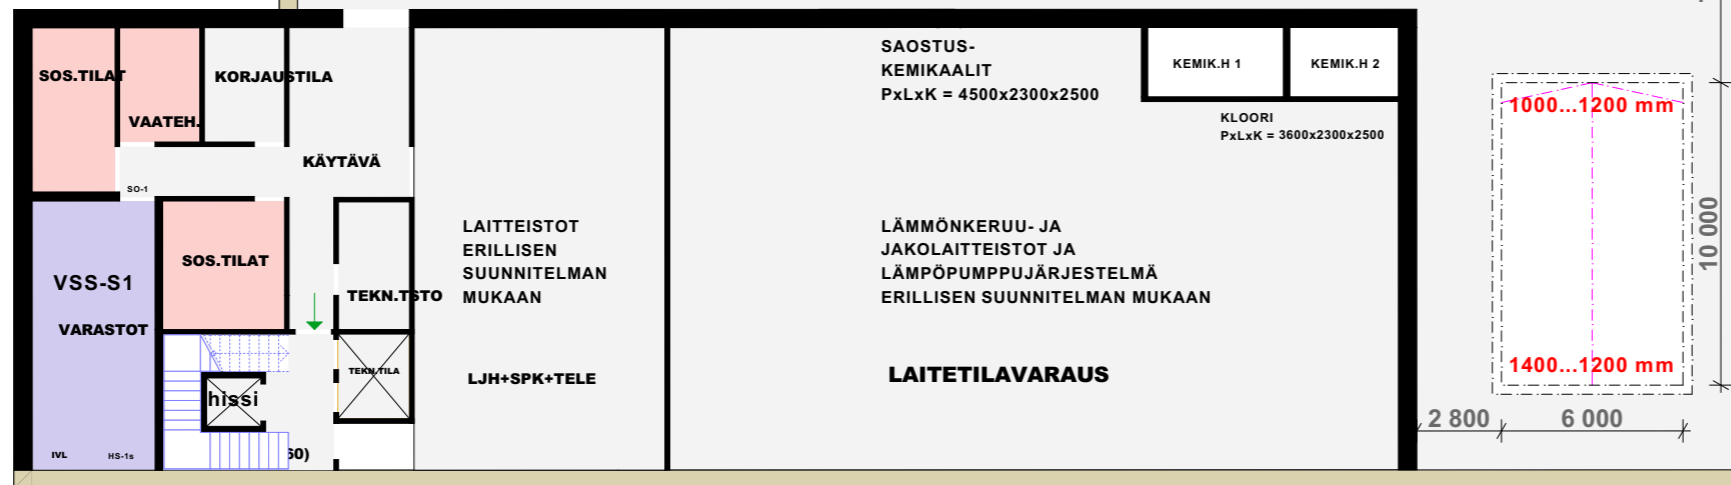 SOS.TILAT
VAATEH.
KORJAUSTILA
KÄYTÄVÄ
SO-1
SAOSTUS-
KEMIKAALIT
PxLxK = 4500x2300x2500
KEMIK.H 1
KEMIK.H 2
KLOORI
PxLxK = 3600x2300x2500
1000...1200 mm
10 000
VSS-S1
VARASTOT
SOS.TILAT
TEKN.TSTO
LAITTEISTOT
ERILLISEN
SUUNNITELMAN
MUKAAN
LÄMMÖNKERUU- JA
JAKOLAITTEISTOT JA
LÄMPÖPUMPPUJÄRJESTELMÄ
ERILLISEN SUUNNITELMAN MUKAAN
TEKN.TILA
hissi
LJH+SPK+TELE
LAITETILAVARAUS
1400...1200 mm
2 800
6 000
IVL
HS-1s
60)